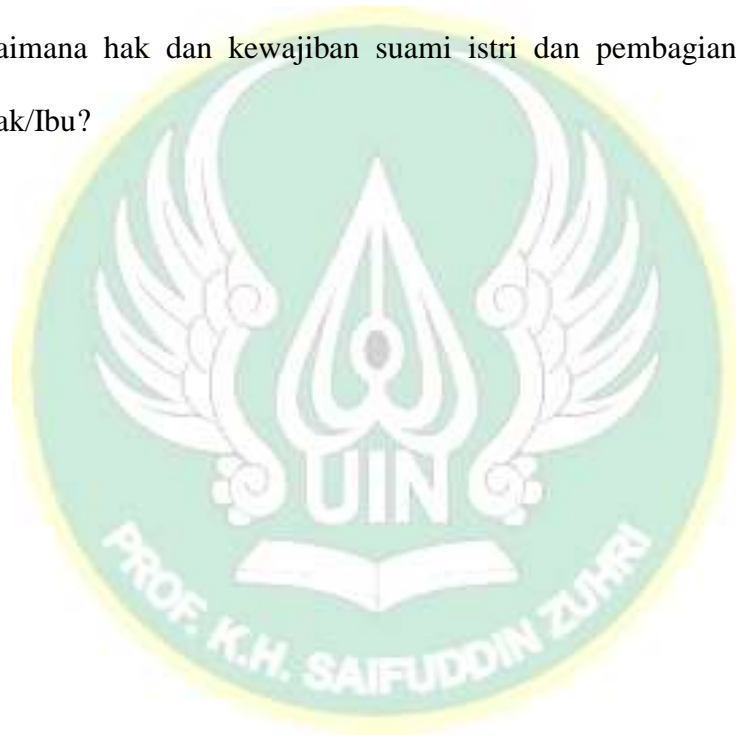 aimana hak dan kewajiban suami istri dan pembagian
ak/Ibu?
UIN
PROF. K.H. SAIFUDDIN ZUHRI